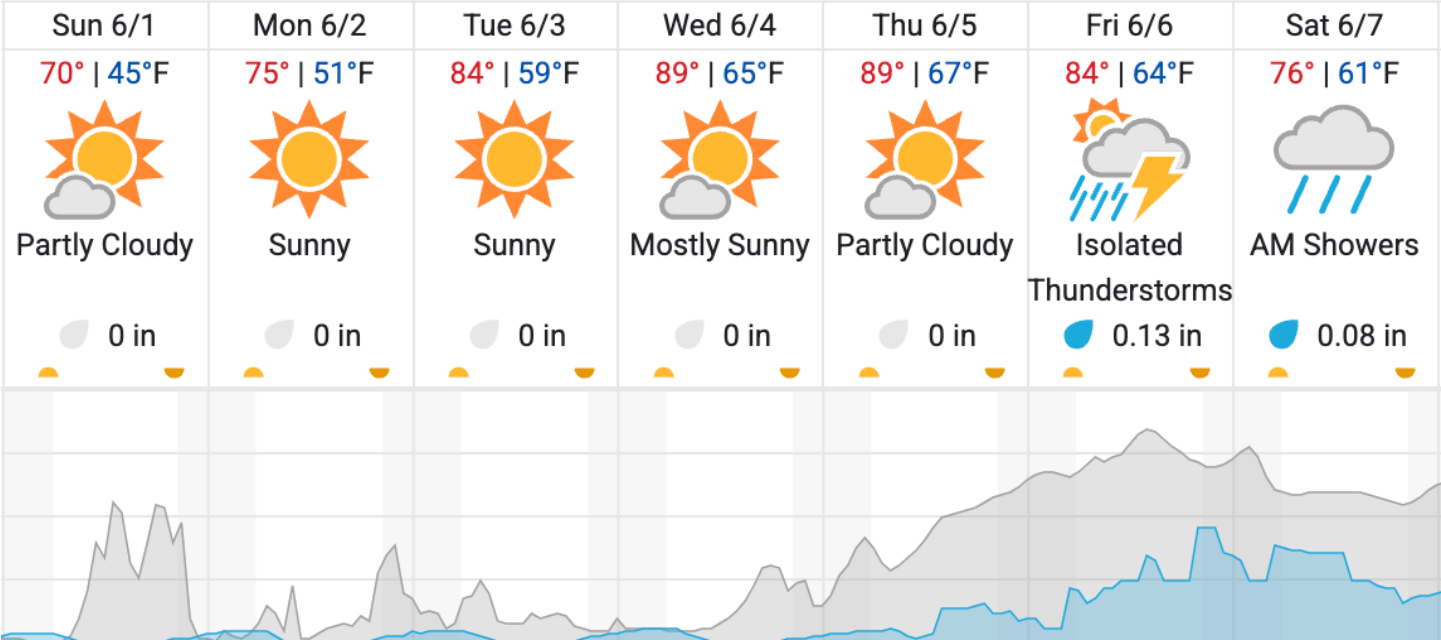 Sun 6/1
Mon 6/2
Tue 6/3
Wed 6/4
Thu 6/5
Fri 6/6
Sat 6/7
70° | 45°F
75° | 51°F
84° | 59°F
89° | 65°F
89° | 67°F
84° | 64°F
76° | 61°F
Partly Cloudy
Sunny
Sunny
Mostly Sunny
Partly Cloudy
Isolated
Thunderstorms
AM Showers
0 in
0 in
0 in
0 in
0 in
0.13 in
0.08 in